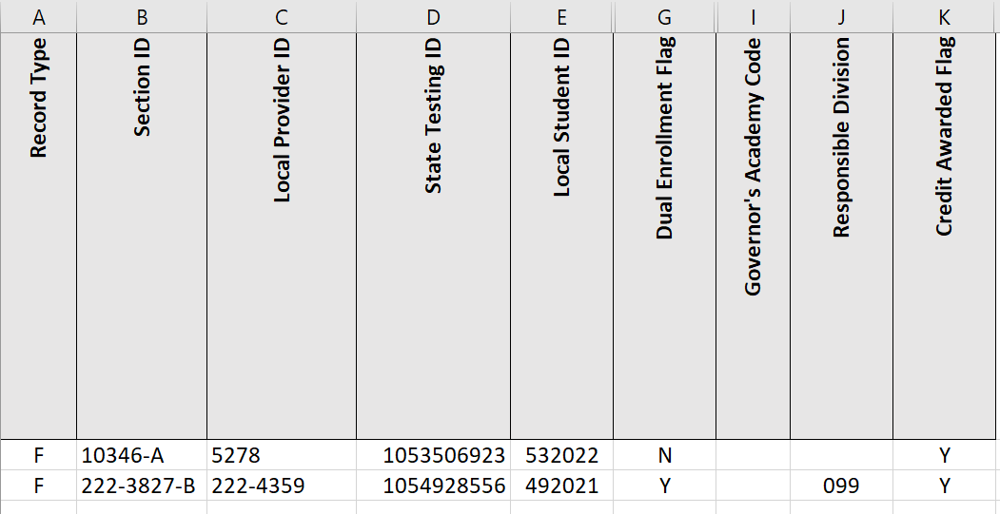 A B C D E G I J K
Record Type Section ID Local Provider ID State Testing ID Local Student ID Dual Enrollment Flag Governor's Academy Code Responsible Division Credit Awarded Flag
F 10346-A 5278 1053506923 532022 N Y
F 222-3827-B 222-4359 1054928556 492021 Y 099 Y